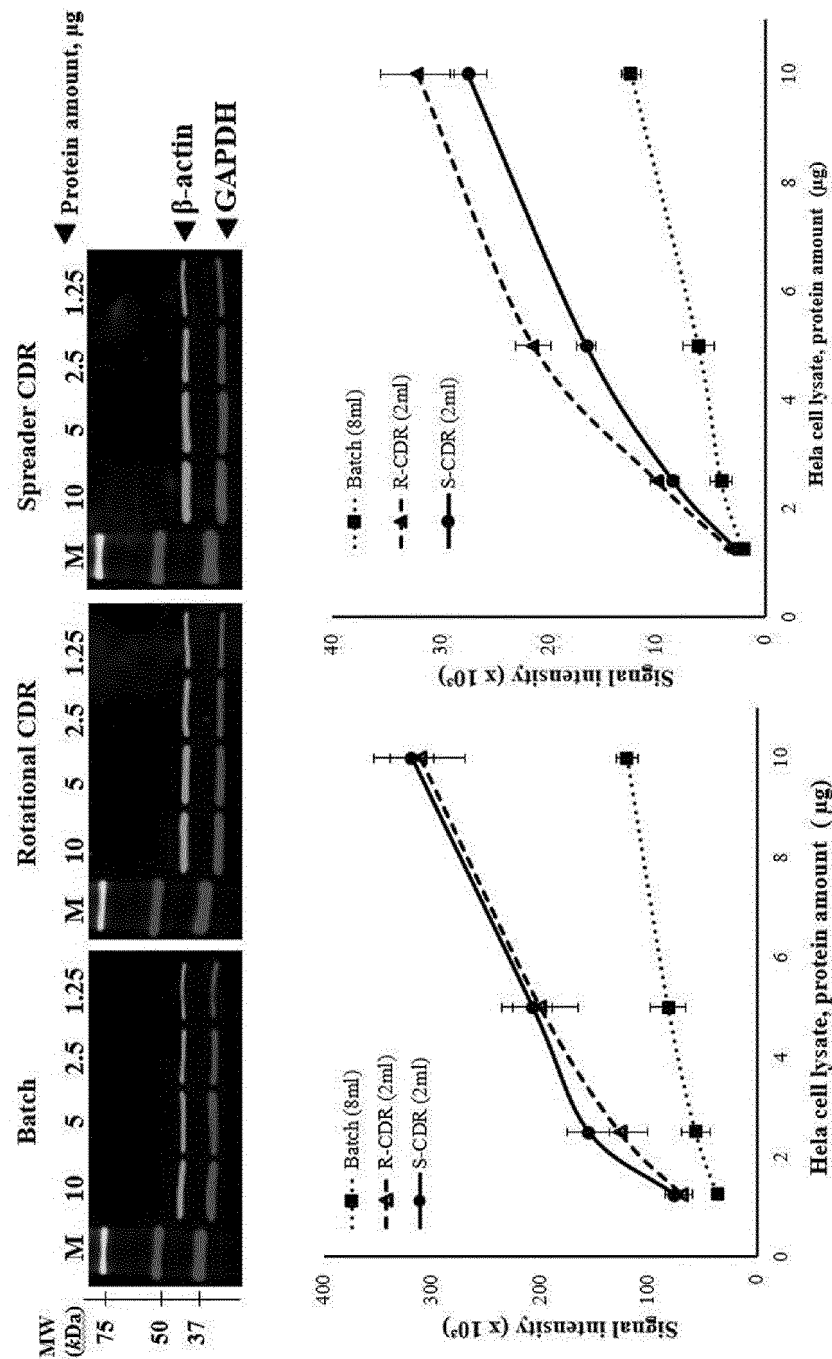 Batch
Rotational CDR
Spreader CDR
MW (kDa)
M 10 5 2.5 1.25
M 10 5 2.5 1.25
M 10 5 2.5 1.25
Protein amount, µg
75
50
37
β-actin
GAPDH
Signal intensity (x 10³)
400
300
200
100
0
Batch (8ml)
R-CDR (2ml)
S-CDR (2ml)
0 2 4 6 8 10
Hela cell lysate, protein amount ( µg)
Signal intensity (x 10³)
40
30
20
10
0
Batch (8ml)
R-CDR (2ml)
S-CDR (2ml)
0 2 4 6 8 10
Hela cell lysate, protein amount (µg)